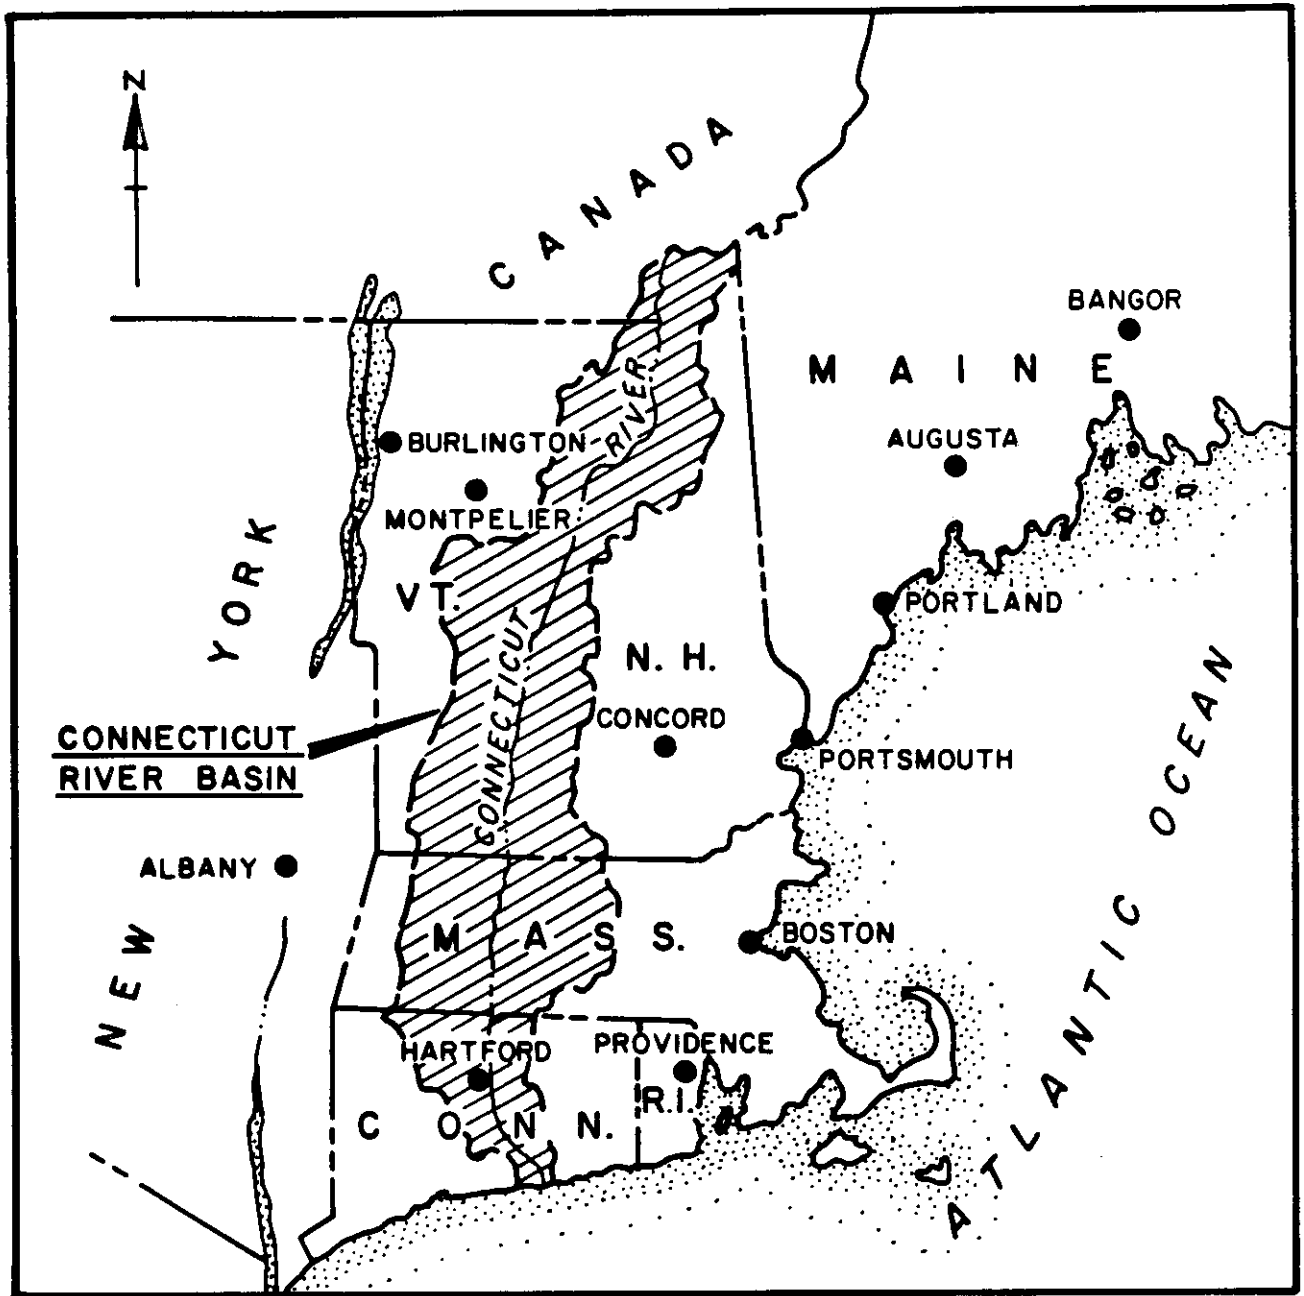 N
CANADA
BANGOR
MAINE
BURLINGTON
RIVER
AUGUSTA
MONTPELIER
NEW YORK
VT.
PORTLAND
CONNECTICUT
N. H.
CONCORD
CONNECTICUT
RIVER BASIN
PORTSMOUTH
ATLANTIC OCEAN
ALBANY
MASS.
BOSTON
HARTFORD
PROVIDENCE
R.I.
CONN.